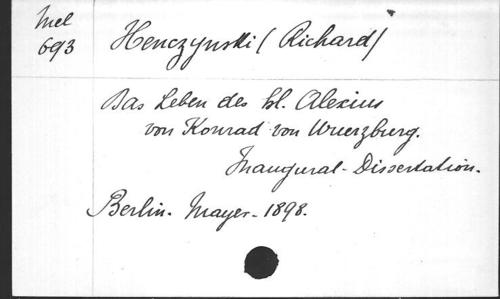 Mel
693
Henczynski (Richard)
Das Leben des hl. Alexius
von Konrad von Wuerzburg.
Inaugural-Dissertation.
Berlin. Mayer-1898.